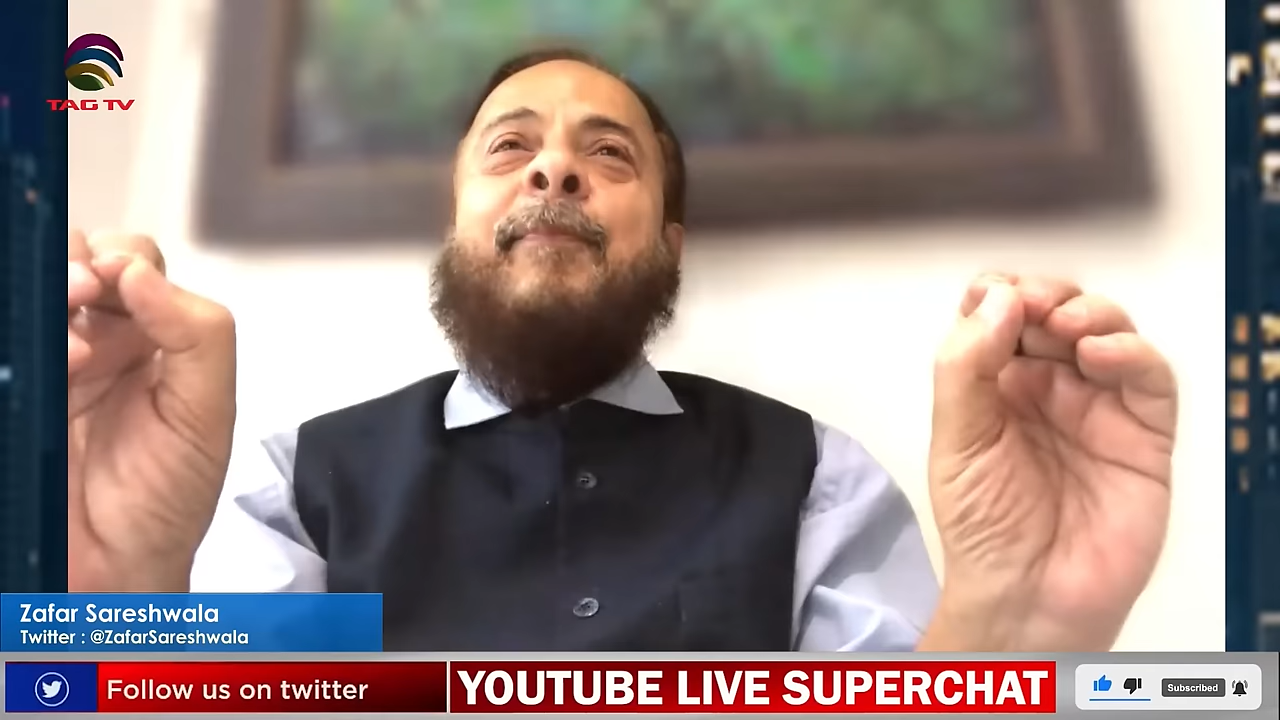 TAG TV
Zafar Sareshwala
Twitter : @ZafarSareshwala
Follow us on twitter
YOUTUBE LIVE SUPERCHAT
Subscribed